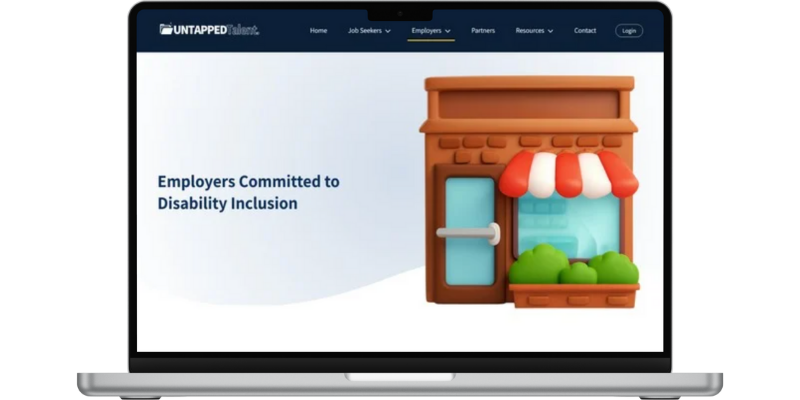 UNTAPPEDTalent.
Home Job Seekers Employers Partners Resources Contact Login
Employers Committed to
Disability Inclusion